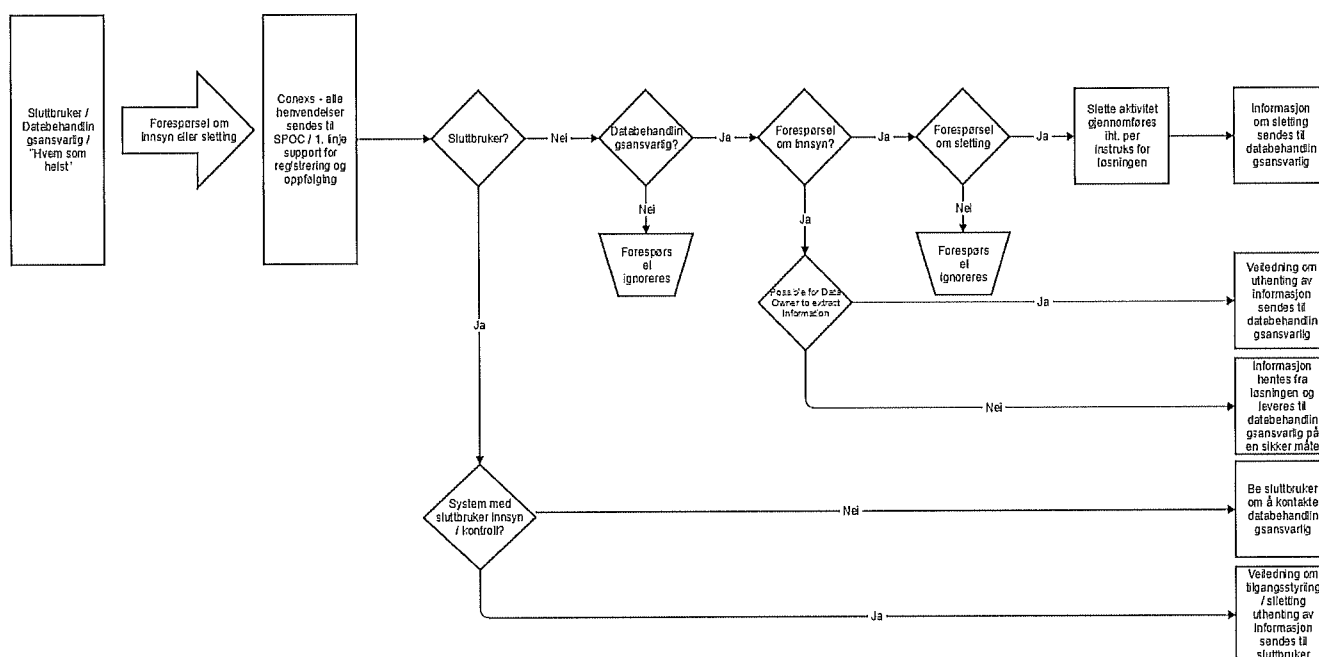 Sluttbruker /
Databehandlin
gsansvarlig /
"Hvem som
helst"
Forespørsel om
innsyn eller sletting
Conexs - alle
henvendelser
sendes til
SPOC / 1. linje
support for
registrering og
oppfølging
Sluttbruker?
Nei
Databehandlin
gsansvarlig?
Ja
Forespørsel
om innsyn?
Ja
Forespørsel
om sletting
Ja
Slette aktivitet
gjennomføres
iht. per
instruks for
løsningen
Informasjon
om sletting
sendes til
databehandlin
gsansvarlig
Nei
Forespørs
el
ignoreres
Ja
Nei
Forespørs
el
ignoreres
Possible for Data
Owner to extract
Information
Ja
Veiledning om
uthenting av
informasjon
sendes til
databehandlin
gsansvarlig
Ja
Nei
Informasjon
hentes fra
løsningen og
leveres til
databehandlin
gsansvarlig på
en sikker måte
System med
sluttbruker innsyn
/ kontroll?
Nei
Be sluttbruker
om å kontakte
databehandlin
gsansvarlig
Ja
Veiledning om
tilgangsstyring
/ slletting
uthenting av
informasjon
sendes til
sluttbruker